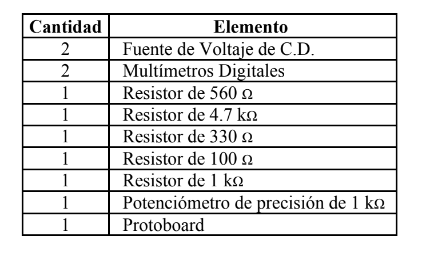 Cantidad Elemento
2 Fuente de Voltaje de C.D.
2 Multímetros Digitales
1 Resistor de 560 Ω
1 Resistor de 4.7 kΩ
1 Resistor de 330 Ω
1 Resistor de 100 Ω
1 Resistor de 1 kΩ
1 Potenciómetro de precisión de 1 kΩ
1 Protoboard